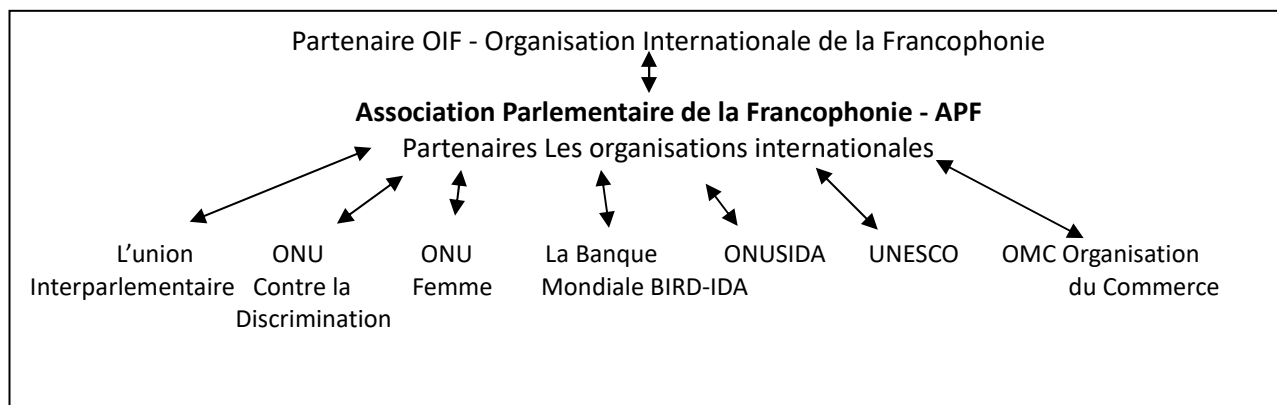 Partenaire OIF - Organisation Internationale de la Francophonie
Association Parlementaire de la Francophonie - APF
Partenaires Les organisations internationales
L’union ONU ONU La Banque ONUSIDA UNESCO OMC Organisation
Interparlementaire Contre la Femme Mondiale BIRD-IDA du Commerce
Discrimination